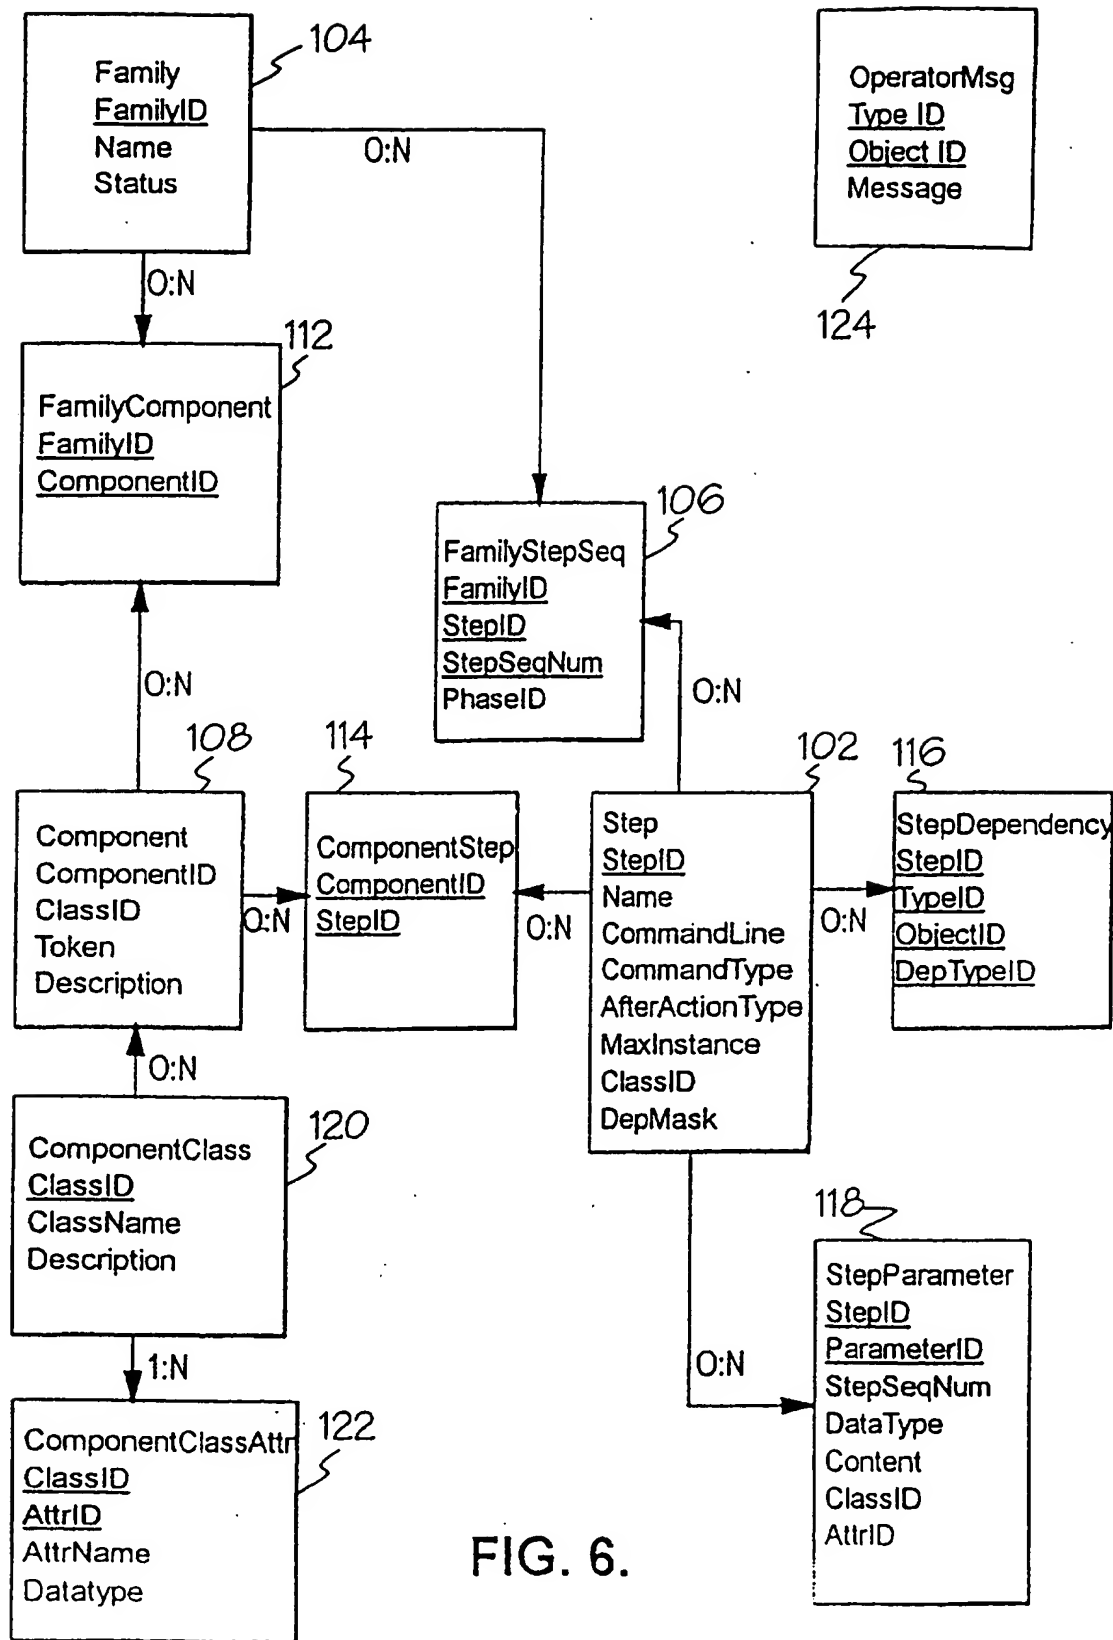 104
Family
FamilyID
Name
Status
0:N
0:N
OperatorMsg
Type ID
Object ID
Message
124
112
FamilyComponent
FamilyID
ComponentID
0:N
106
FamilyStepSeq
FamilyID
StepID
StepSeqNum
PhaseID
0:N
108
Component
ComponentID
ClassID
Token
Description
0:N
0:N
114
ComponentStep
ComponentID
StepID
0:N
102
Step
StepID
Name
CommandLine
CommandType
AfterActionType
MaxInstance
ClassID
DepMask
0:N
0:N
116
StepDependency
StepID
TypeID
ObjectID
DepTypeID
120
ComponentClass
ClassID
ClassName
Description
1:N
122
ComponentClassAttr
ClassID
AttrID
AttrName
Datatype
118
StepParameter
StepID
ParameterID
StepSeqNum
DataType
Content
ClassID
AttrID
FIG. 6.